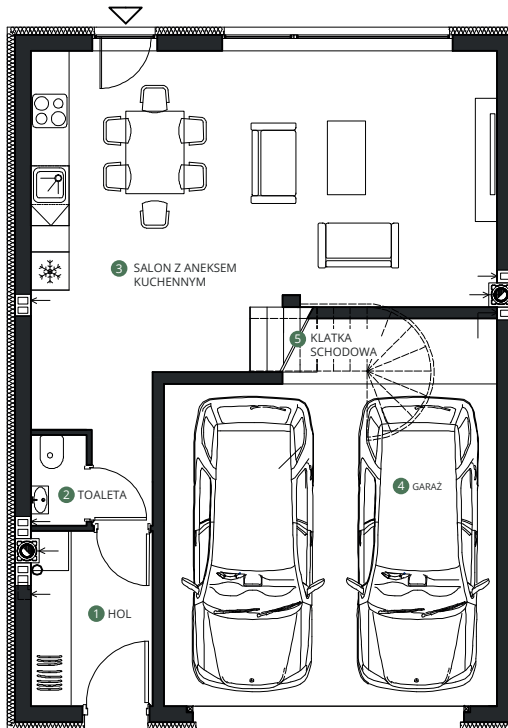 3 SALON Z ANEKSEM
KUCHENNYM
5 KLATKA
SCHODOWA
4 GARAŻ
2 TOALETA
1 HOL